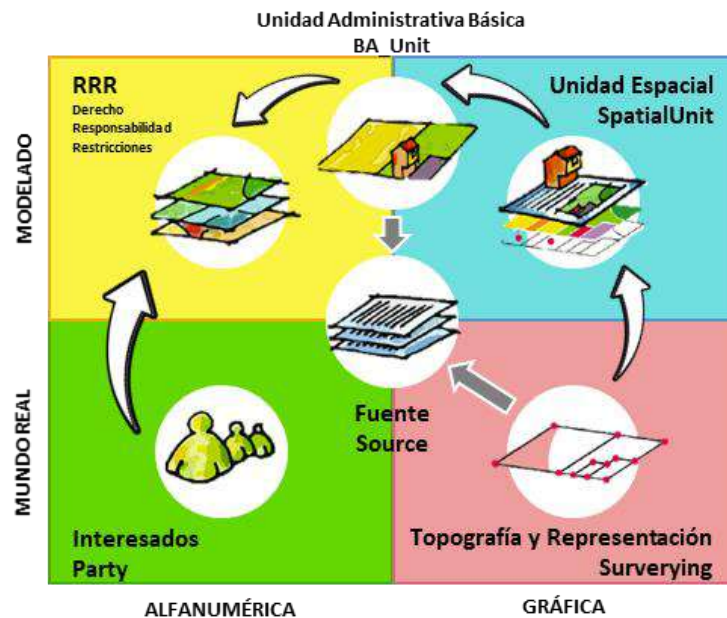 Unidad Administrativa Básica
BA_Unit
RRR
Derecho
Responsabilidad
Restricciones
Unidad Espacial
SpatialUnit
MODELADO
MUNDO REAL
Fuente
Source
Interesados
Party
Topografía y Representación
Surverying
ALFANUMÉRICA
GRÁFICA